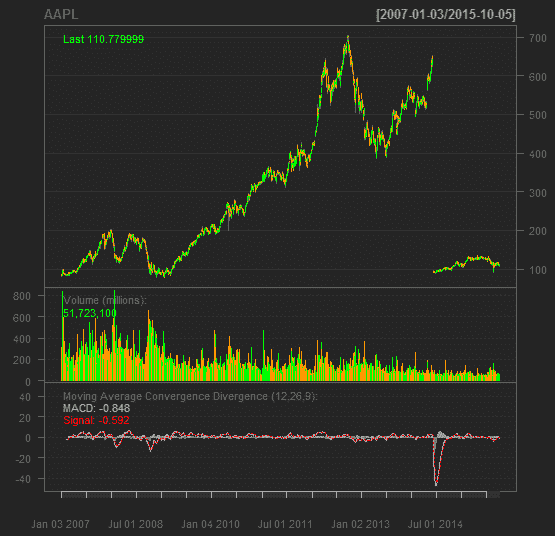 AAPL [2007-01-03/2015-10-05]
Last 110.779999
700
600
500
400
300
200
100
Volume (millions):
51,723,100
800
600
400
200
0
Moving Average Convergence Divergence (12,26,9):
MACD: -0.848
Signal: -0.592
40
20
0
-20
-40
Jan 03 2007 Jul 01 2008 Jan 04 2010 Jul 01 2011 Jan 02 2013 Jul 01 2014